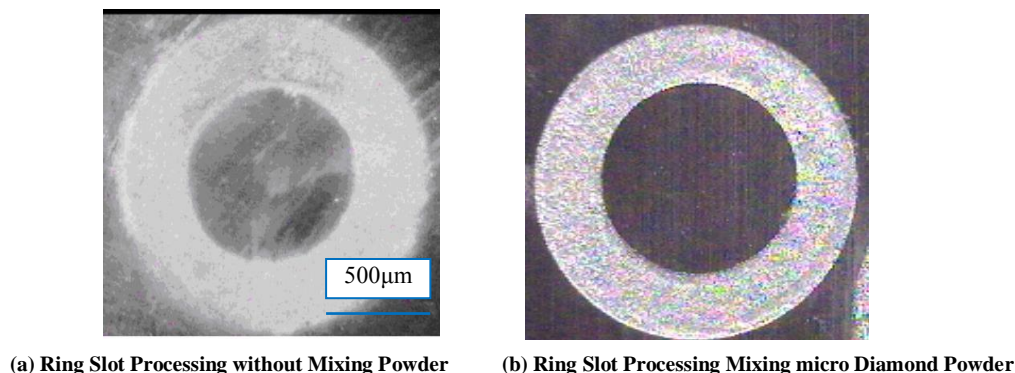 500μm
(a) Ring Slot Processing without Mixing Powder
(b) Ring Slot Processing Mixing micro Diamond Powder